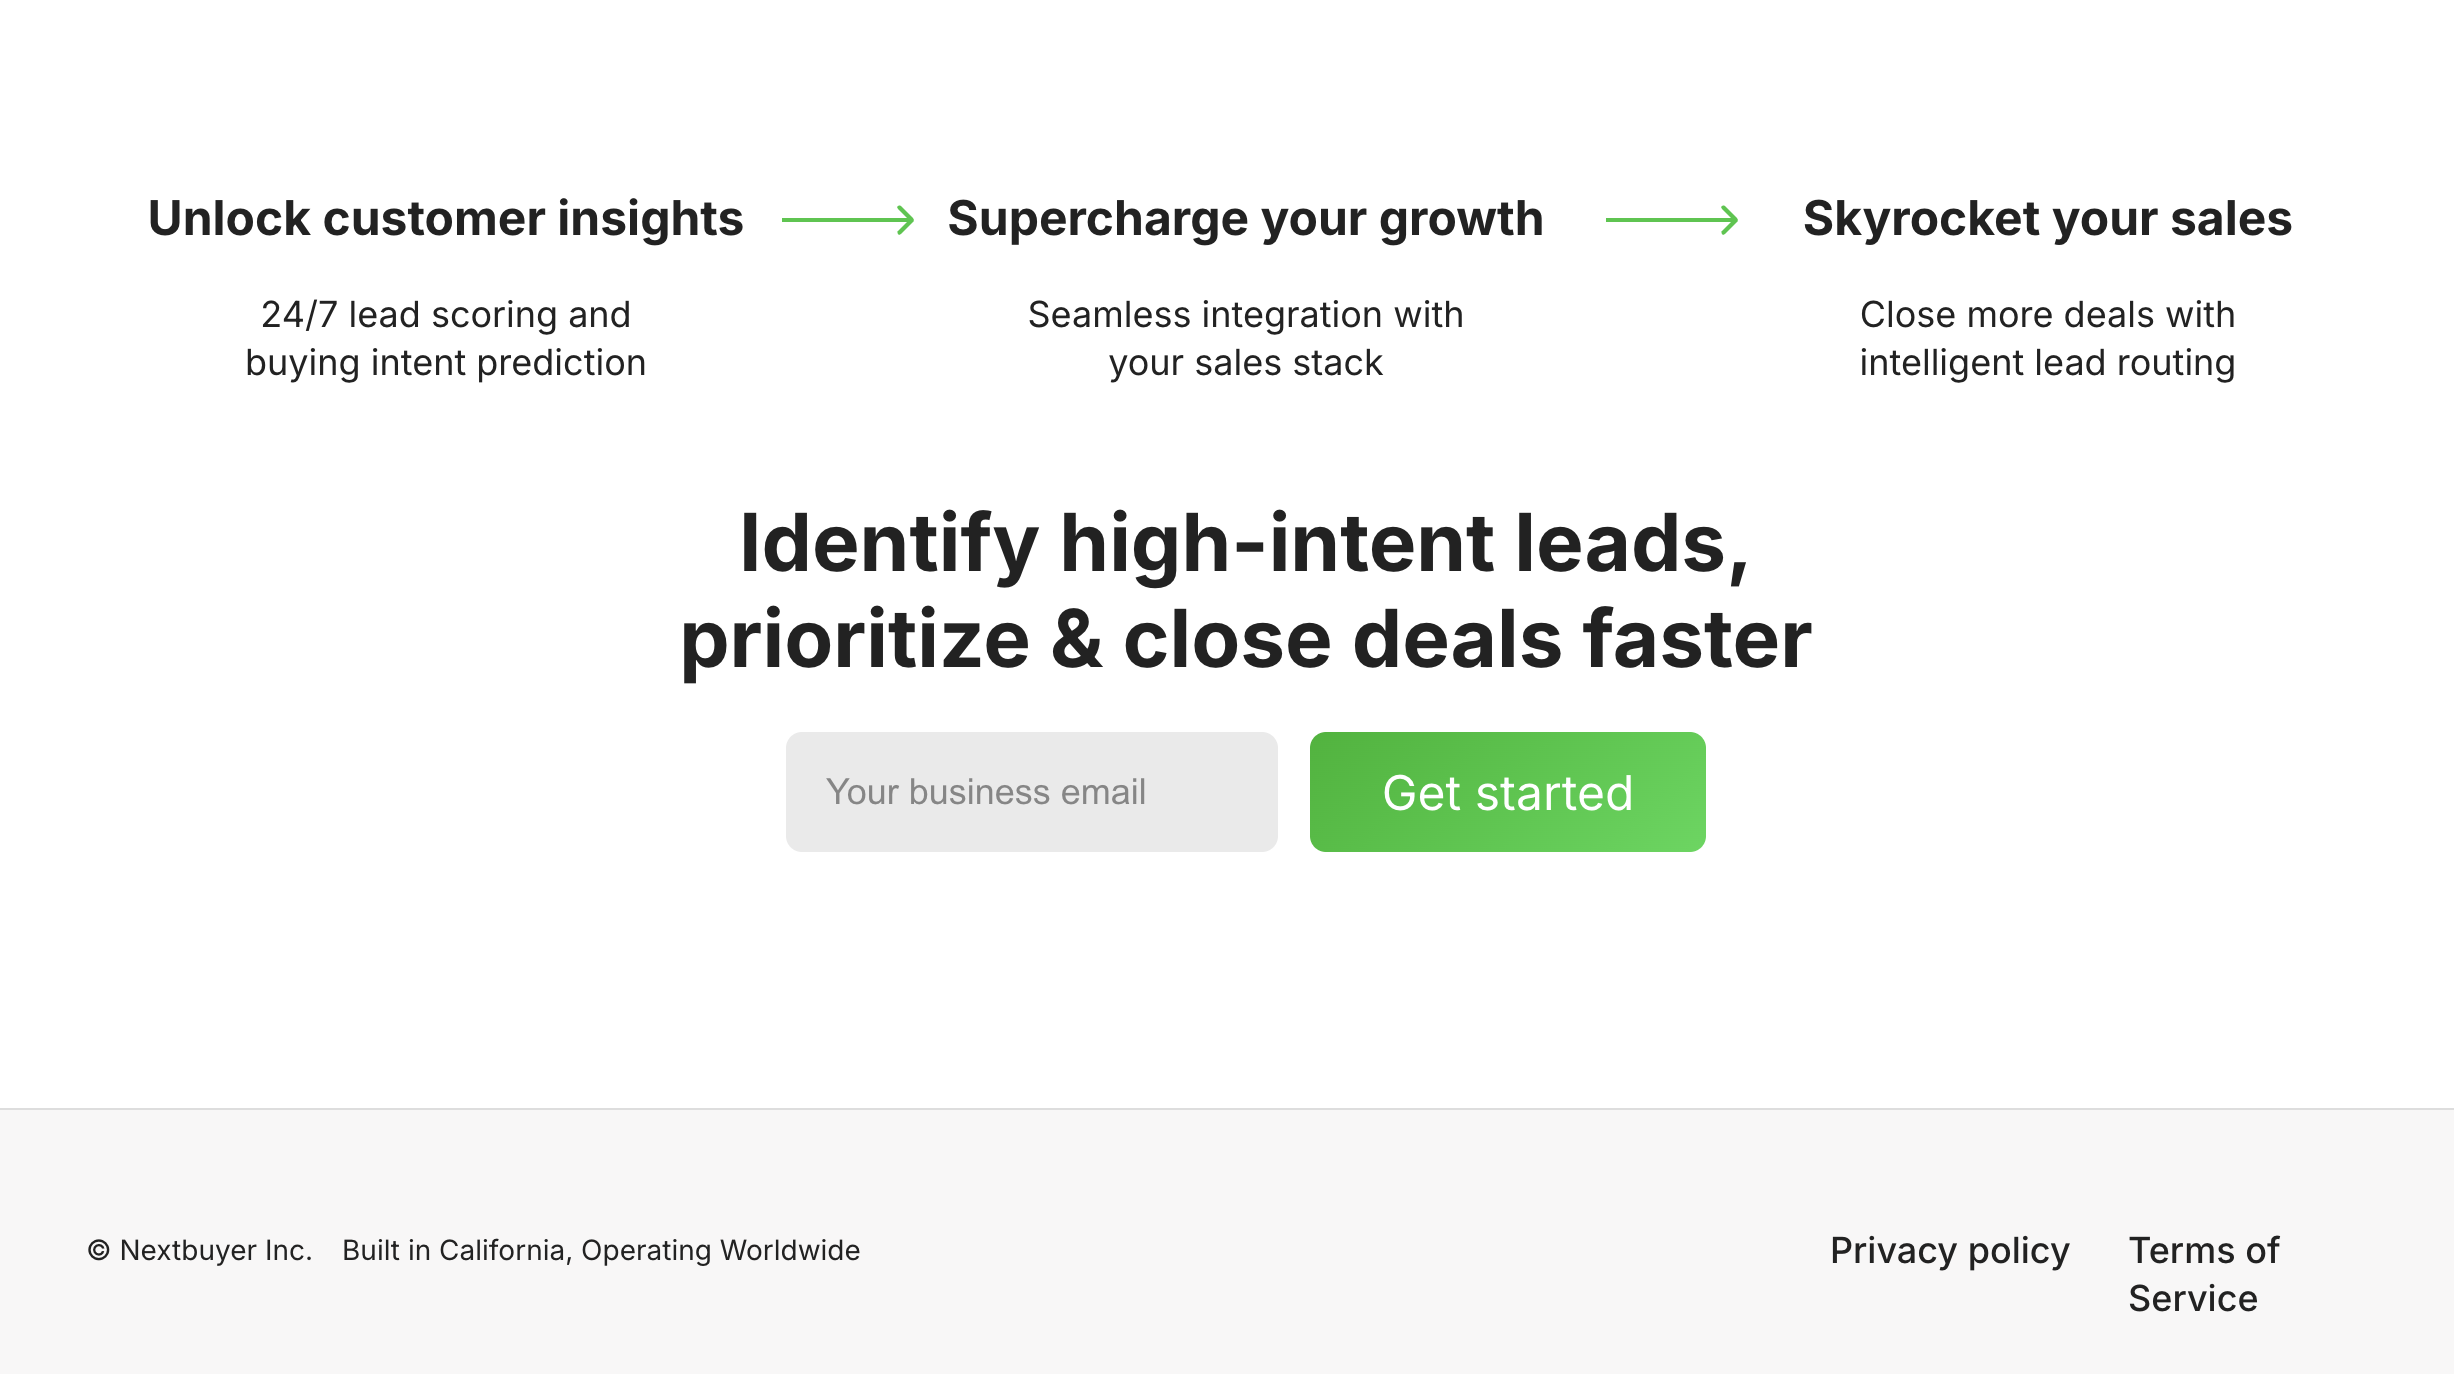 Unlock customer insights
Supercharge your growth
Skyrocket your sales
24/7 lead scoring and
buying intent prediction
Seamless integration with
your sales stack
Close more deals with
intelligent lead routing
Identify high-intent leads,
prioritize & close deals faster
Your business email
Get started
© Nextbuyer Inc.
Built in California, Operating Worldwide
Privacy policy
Terms of
Service